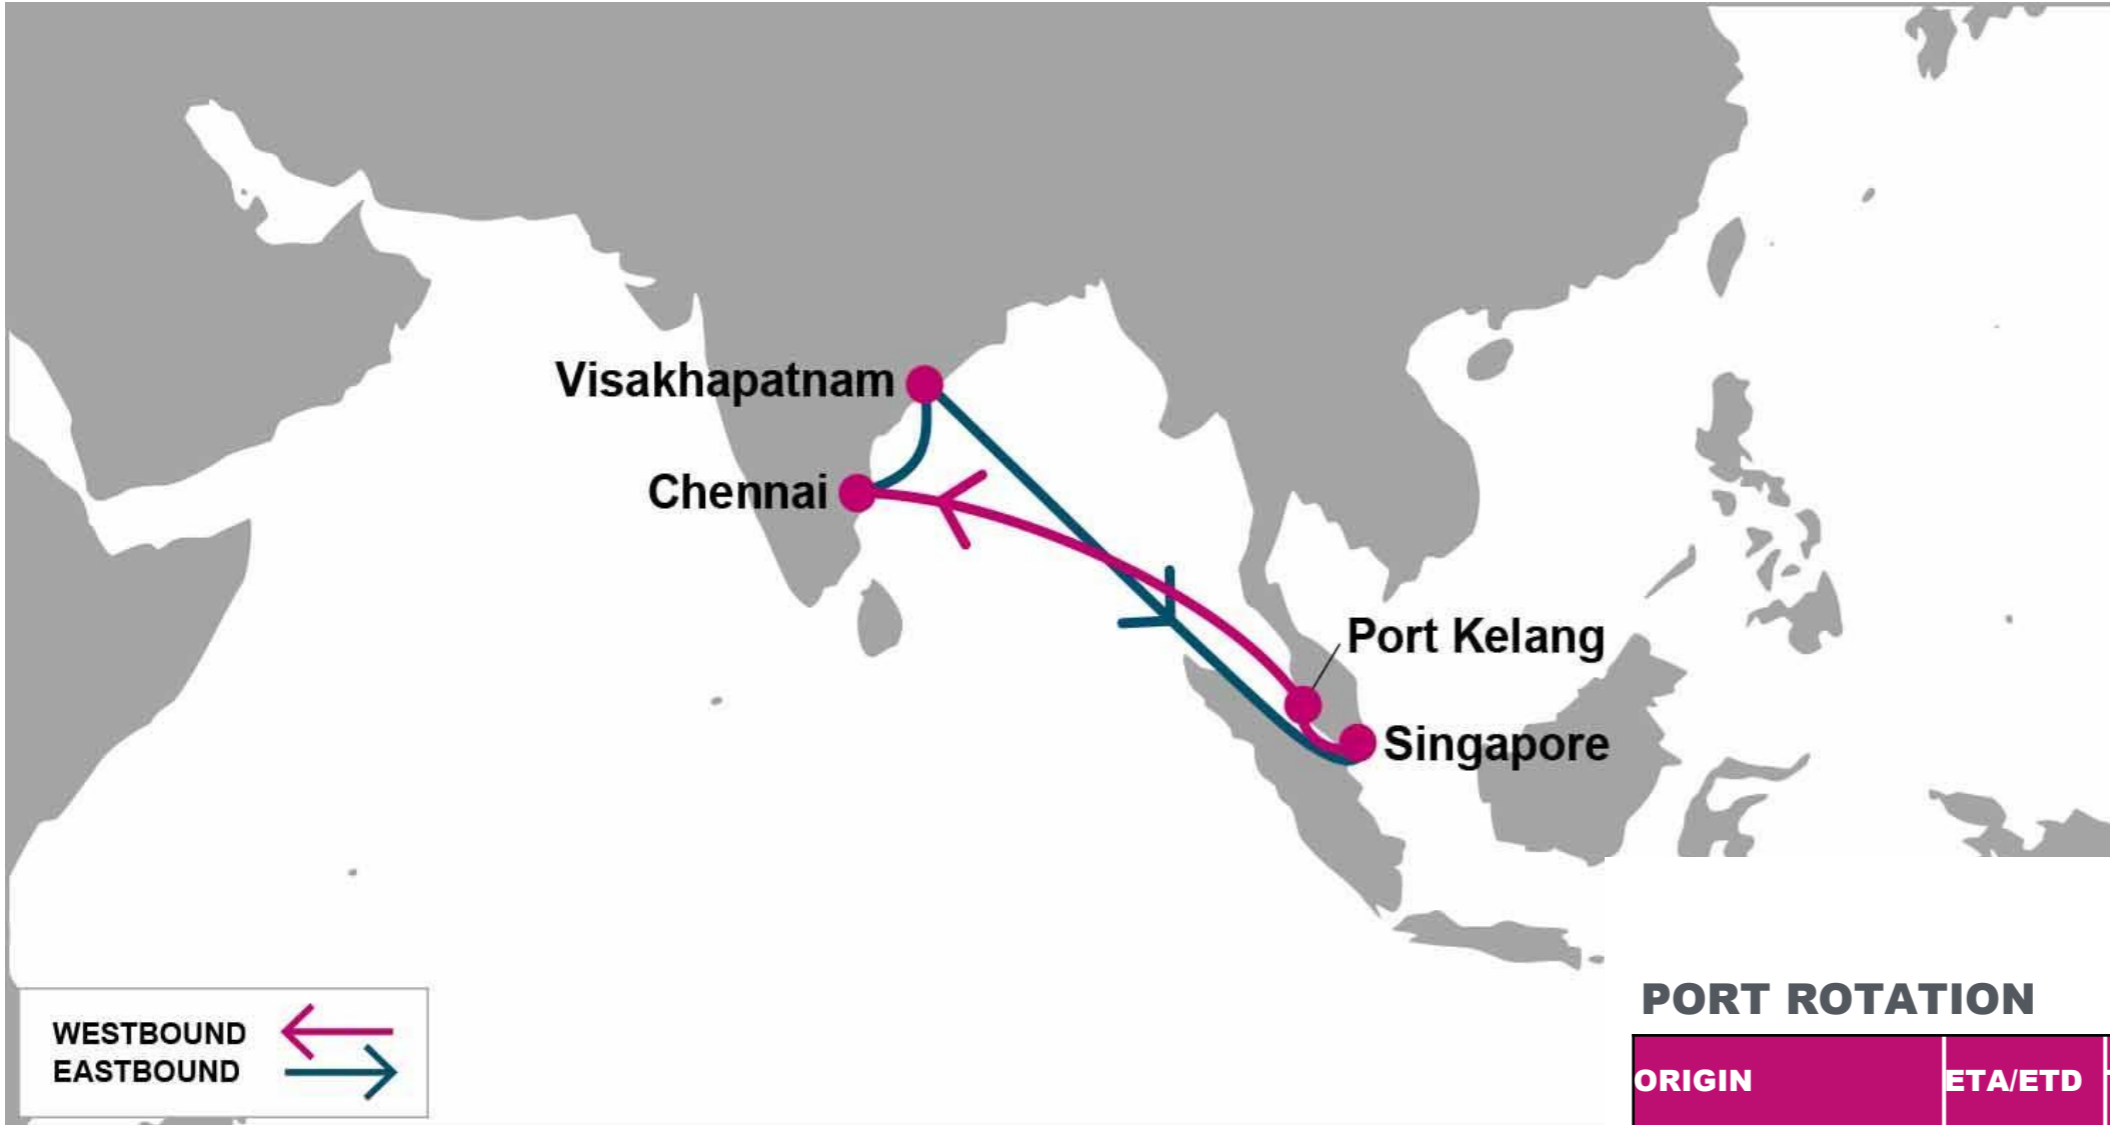 Visakhapatnam
Chennai
Port Kelang
Singapore
WESTBOUND
EASTBOUND
PORT ROTATION
ORIGIN ETA/ETD